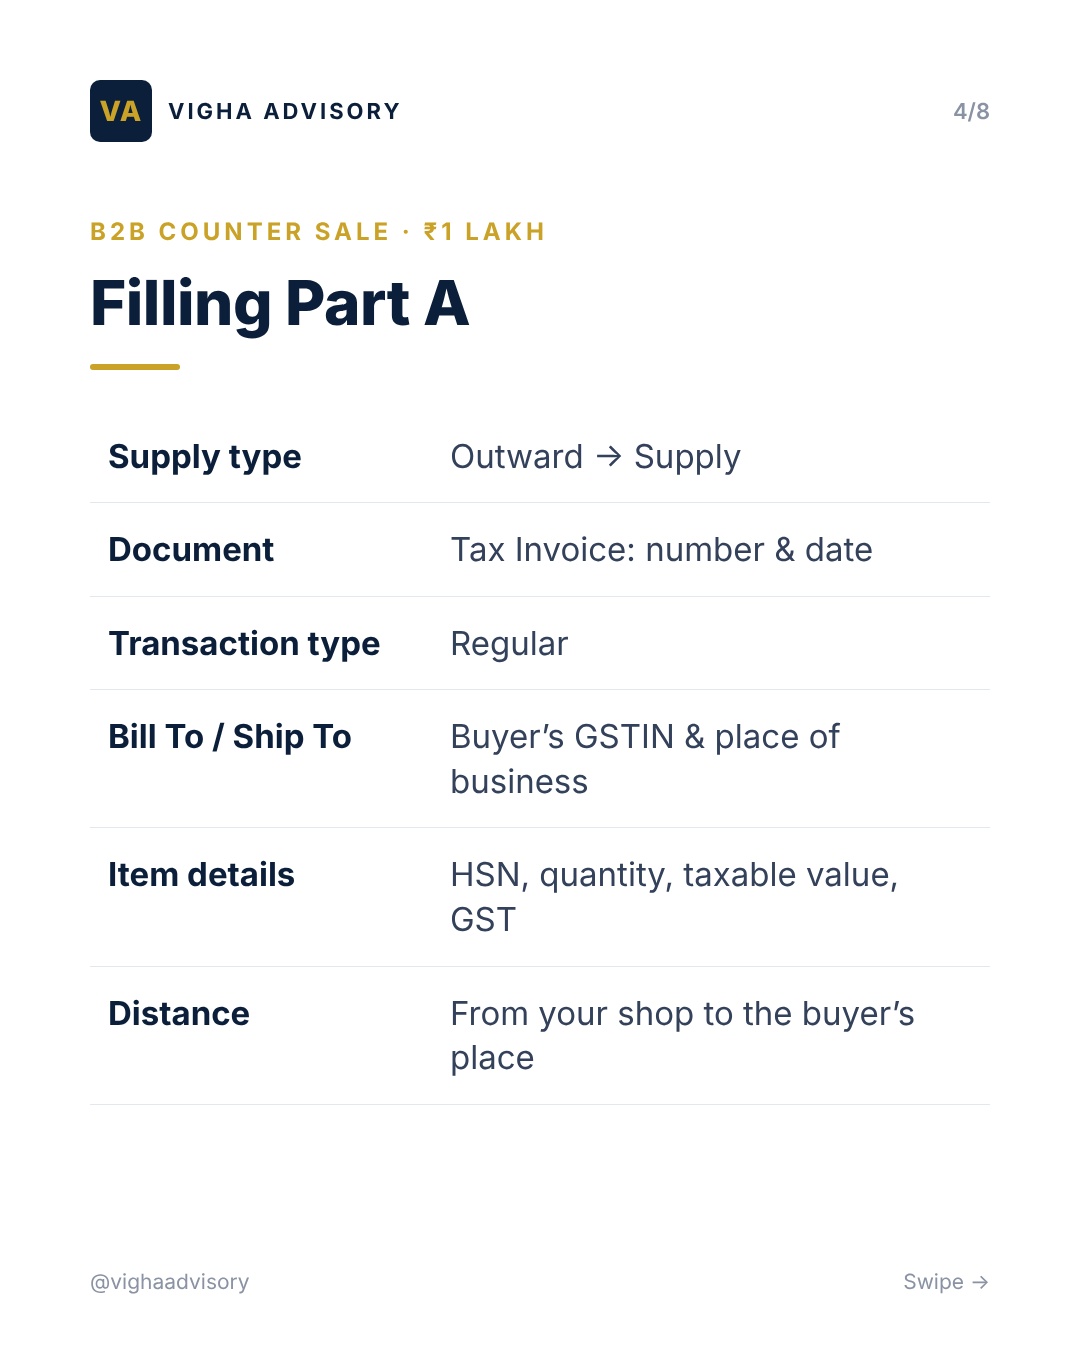 VA VIGHA ADVISORY
4/8
B2B COUNTER SALE · ₹1 LAKH
Filling Part A
Supply type Outward → Supply
Document Tax Invoice: number & date
Transaction type Regular
Bill To / Ship To Buyer’s GSTIN & place of
business
Item details HSN, quantity, taxable value,
GST
Distance From your shop to the buyer’s
place
@vighaadvisory
Swipe →